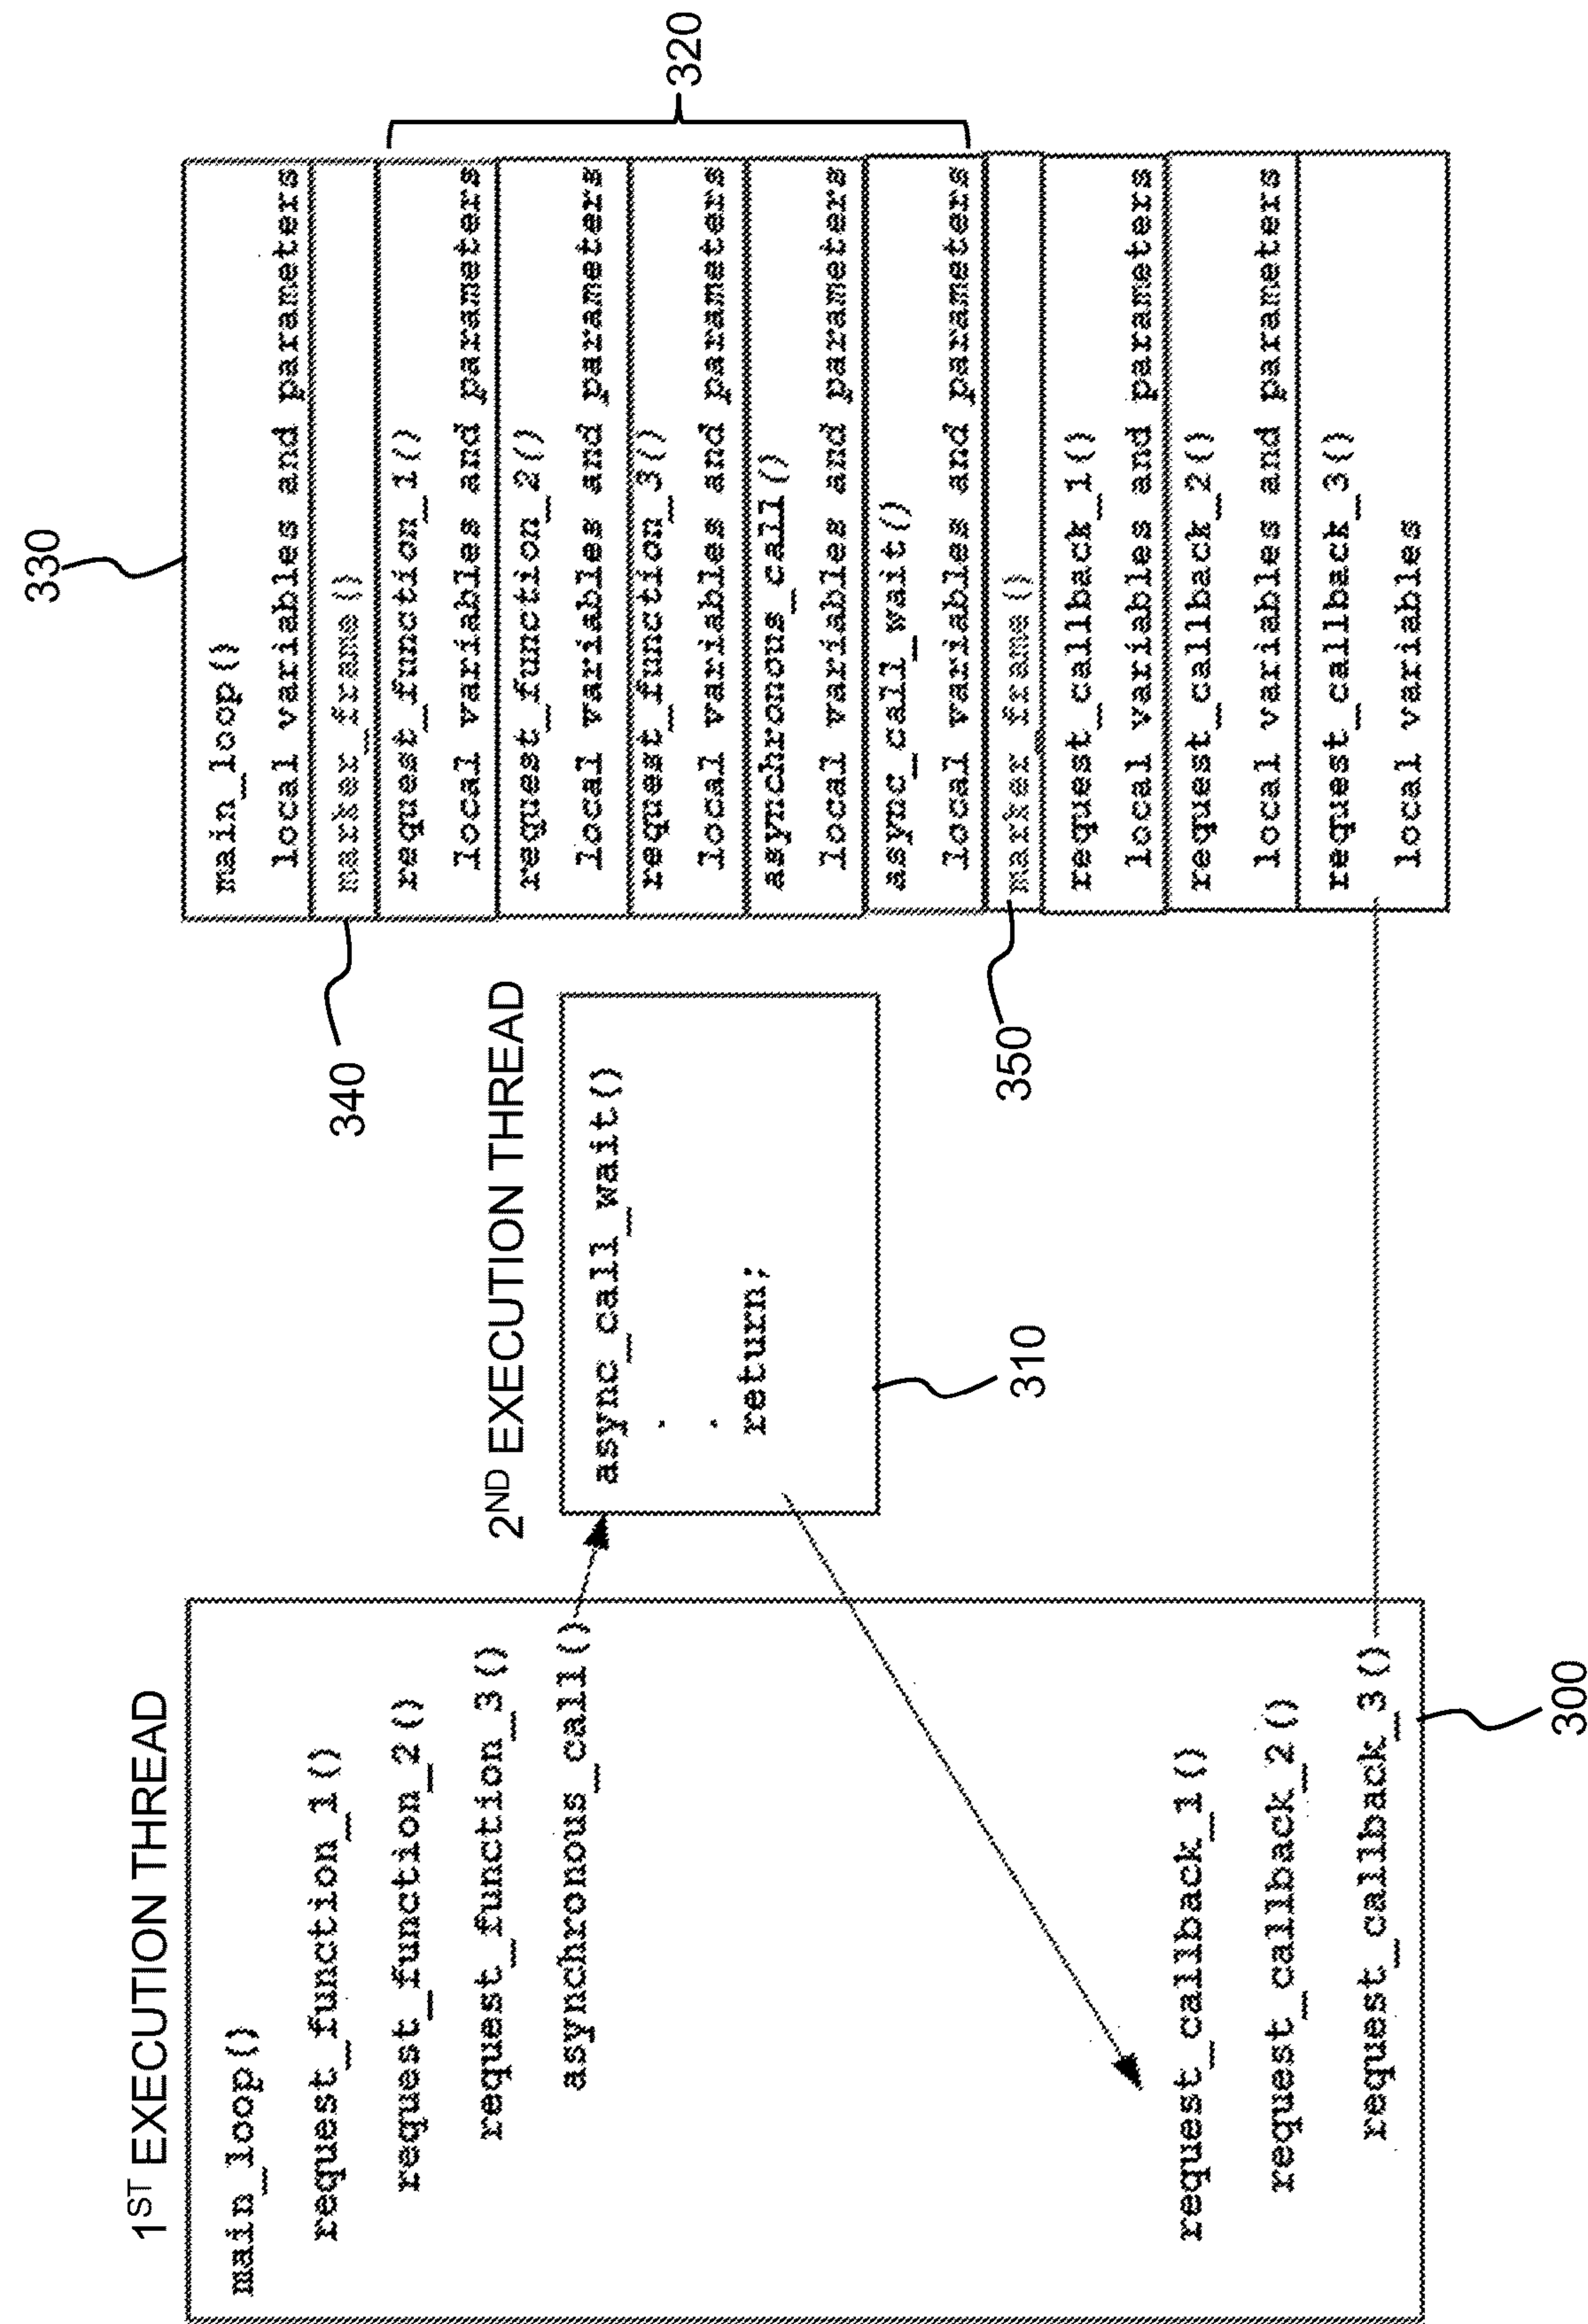 1ST EXECUTION THREAD
main_loop()
request_function_1()
request_function_2()
request_function_3()
asynchronous_call()
request_callback_1()
request_callback_2()
request_callback_3()
300
2ND EXECUTION THREAD
async_call_wait()
.
.
return;
310
330
main_loop()
local variables and parameters
340
marker_frame()
request_function_1()
local variables and parameters
request_function_2()
local variables and parameters
request_function_3()
local variables and parameters
asynchronous_call()
local variables and parameters
async_call_wait()
local variables and parameters
320
350
marker_frame()
request_callback_1()
local variables and parameters
request_callback_2()
local variables and parameters
request_callback_3()
local variables